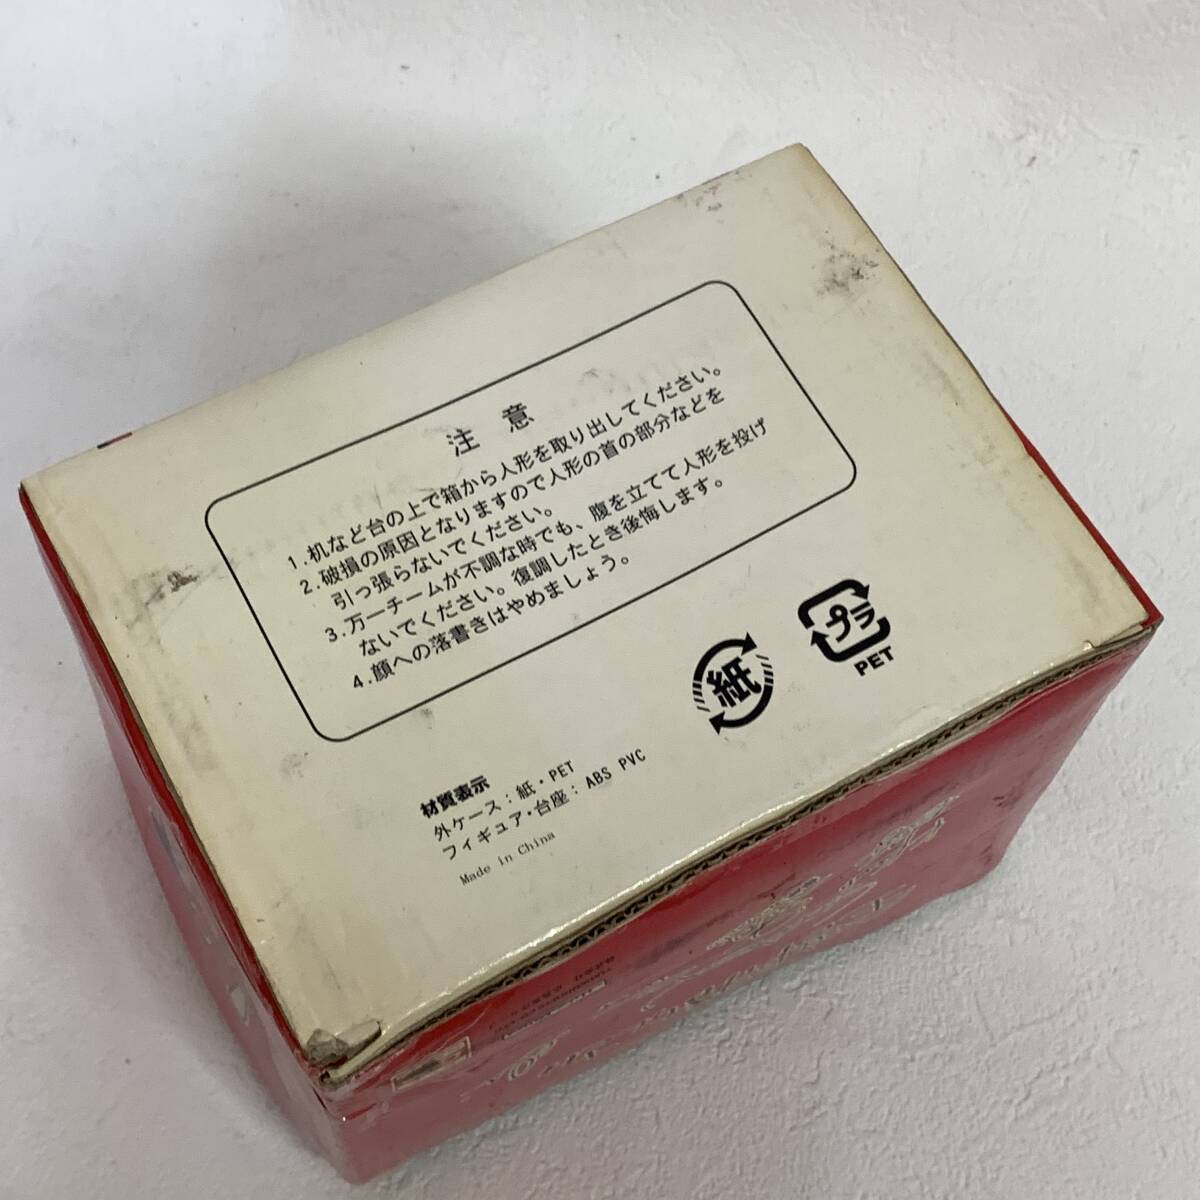 注意
1.机など台の上で箱から人形を取り出してください。
2.破損の原因となりますので人形の首の部分などを
引っ張らないでください。
3.万一チームが不調な時でも、腹を立てて人形を投げ
ないでください。復調したとき後悔します。
4.顔への落書きはやめましょう。
紙
プラ
PET
材質表示
外ケース：紙・PET
フィギュア・台座：ABS PVC
Made in China